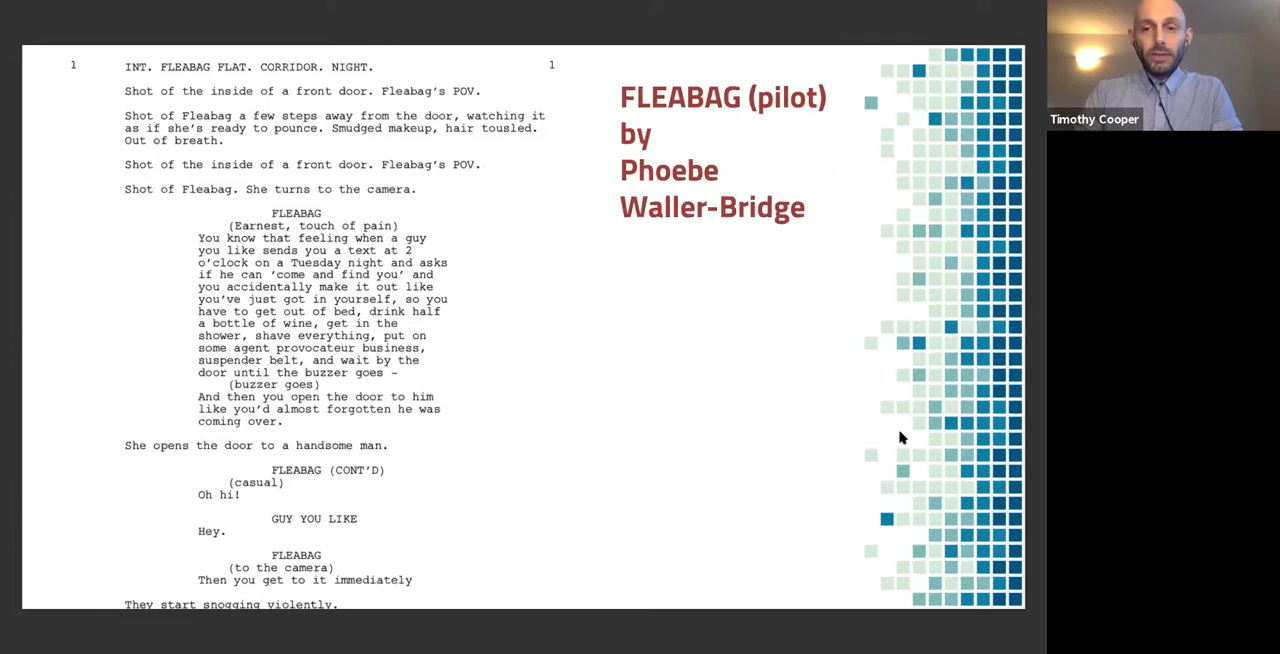 1 INT. FLEABAG FLAT. CORRIDOR. NIGHT. 1
Shot of the inside of a front door. Fleabag's POV.
Shot of Fleabag a few steps away from the door, watching it
as if she's ready to pounce. Smudged makeup, hair tousled.
Out of breath.
Shot of the inside of a front door. Fleabag's POV.
Shot of Fleabag. She turns to the camera.
FLEABAG
(Earnest, touch of pain)
You know that feeling when a guy
you like sends you a text at 2
o'clock on a Tuesday night and asks
if he can 'come and find you' and
you accidentally make it out like
you've just got in yourself, so you
have to get out of bed, drink half
a bottle of wine, get in the
shower, shave everything, put on
some agent provocateur business,
suspender belt, and wait by the
door until the buzzer goes -
(buzzer goes)
And then you open the door to him
like you'd almost forgotten he was
coming over.
She opens the door to a handsome man.
FLEABAG (CONT'D)
(casual)
Oh hi!
GUY YOU LIKE
Hey.
FLEABAG
(to the camera)
Then you get to it immediately
They start snogging violently.
FLEABAG (pilot)
by
Phoebe
Waller-Bridge
Timothy Cooper